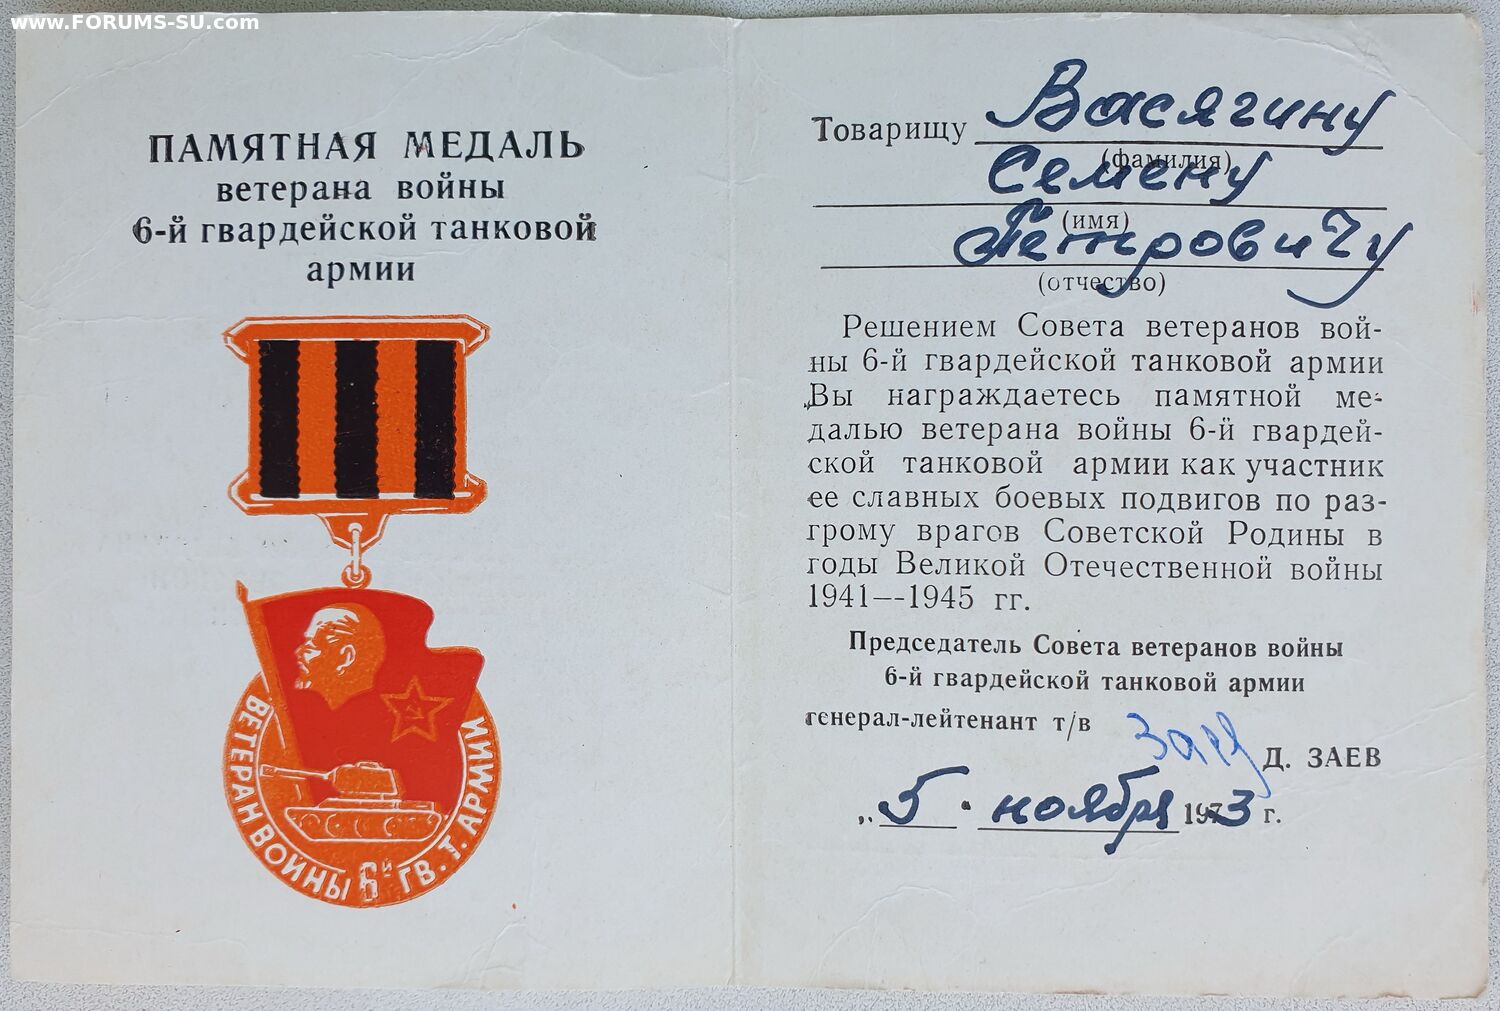 www.FORUMS-SU.com
ПАМЯТНАЯ МЕДАЛЬ
ветерана войны
6-й гвардейской танковой
армии
ВЕТЕРАН ВОЙНЫ 6й ГВ. Т. АРМИИ
Товарищу Васягину
(фамилия)
Семену
(имя)
Петровичу
(отчество)
Решением Совета ветеранов вой-
ны 6-й гвардейской танковой армии
Вы награждаетесь памятной ме-
далью ветерана войны 6-й гвардей-
ской танковой армии как участник
ее славных боевых подвигов по раз-
грому врагов Советской Родины в
годы Великой Отечественной войны
1941—1945 гг.
Председатель Совета ветеранов войны
6-й гвардейской танковой армии
генерал-лейтенант т/в
Д. ЗАЕВ
„5" ноября 1973 г.